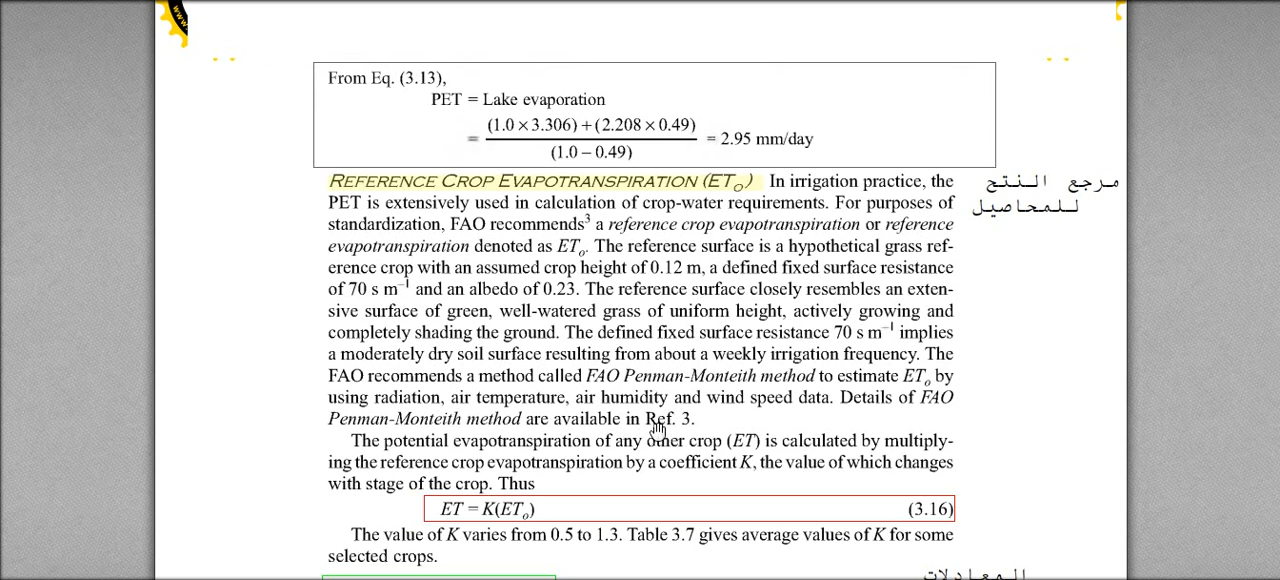 www
From Eq. (3.13),
PET = Lake evaporation
= (1.0 × 3.306) + (2.208 × 0.49) / (1.0 – 0.49) = 2.95 mm/day
REFERENCE CROP EVAPOTRANSPIRATION (ETO) In irrigation practice, the
مرجع النتح
PET is extensively used in calculation of crop-water requirements. For purposes of
للمحاصيل
standardization, FAO recommends³ a reference crop evapotranspiration or reference
evapotranspiration denoted as ETo. The reference surface is a hypothetical grass ref-
erence crop with an assumed crop height of 0.12 m, a defined fixed surface resistance
of 70 s m⁻¹ and an albedo of 0.23. The reference surface closely resembles an exten-
sive surface of green, well-watered grass of uniform height, actively growing and
completely shading the ground. The defined fixed surface resistance 70 s m⁻¹ implies
a moderately dry soil surface resulting from about a weekly irrigation frequency. The
FAO recommends a method called FAO Penman-Monteith method to estimate ETo by
using radiation, air temperature, air humidity and wind speed data. Details of FAO
Penman-Monteith method are available in Ref. 3.
The potential evapotranspiration of any other crop (ET) is calculated by multiply-
ing the reference crop evapotranspiration by a coefficient K, the value of which changes
with stage of the crop. Thus
ET = K(ETo) (3.16)
The value of K varies from 0.5 to 1.3. Table 3.7 gives average values of K for some
selected crops.
المعادلات